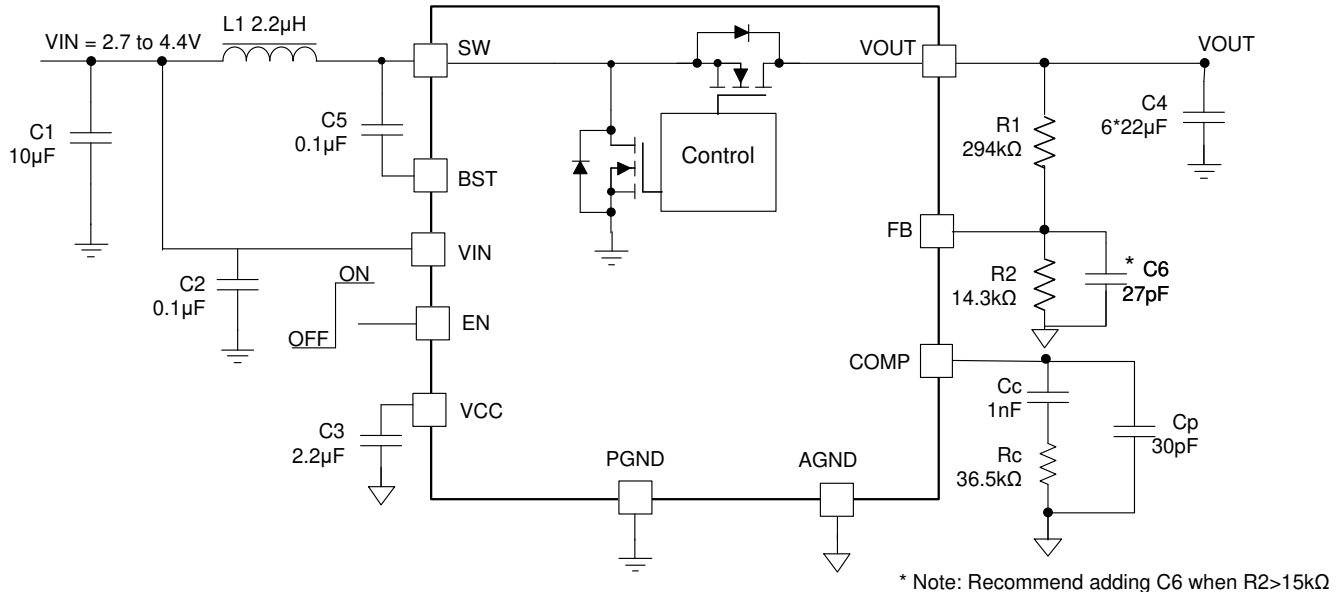 VIN = 2.7 to 4.4V
L1 2.2µH
SW
VOUT
VOUT
C1
10µF
C5
0.1µF
BST
Control
R1
294kΩ
C4
6*22µF
VIN
FB
C2
0.1µF
ON
OFF
EN
R2
14.3kΩ
* C6
27pF
COMP
VCC
C3
2.2µF
Cc
1nF
Rc
36.5kΩ
Cp
30pF
PGND
AGND
* Note: Recommend adding C6 when R2>15kΩ